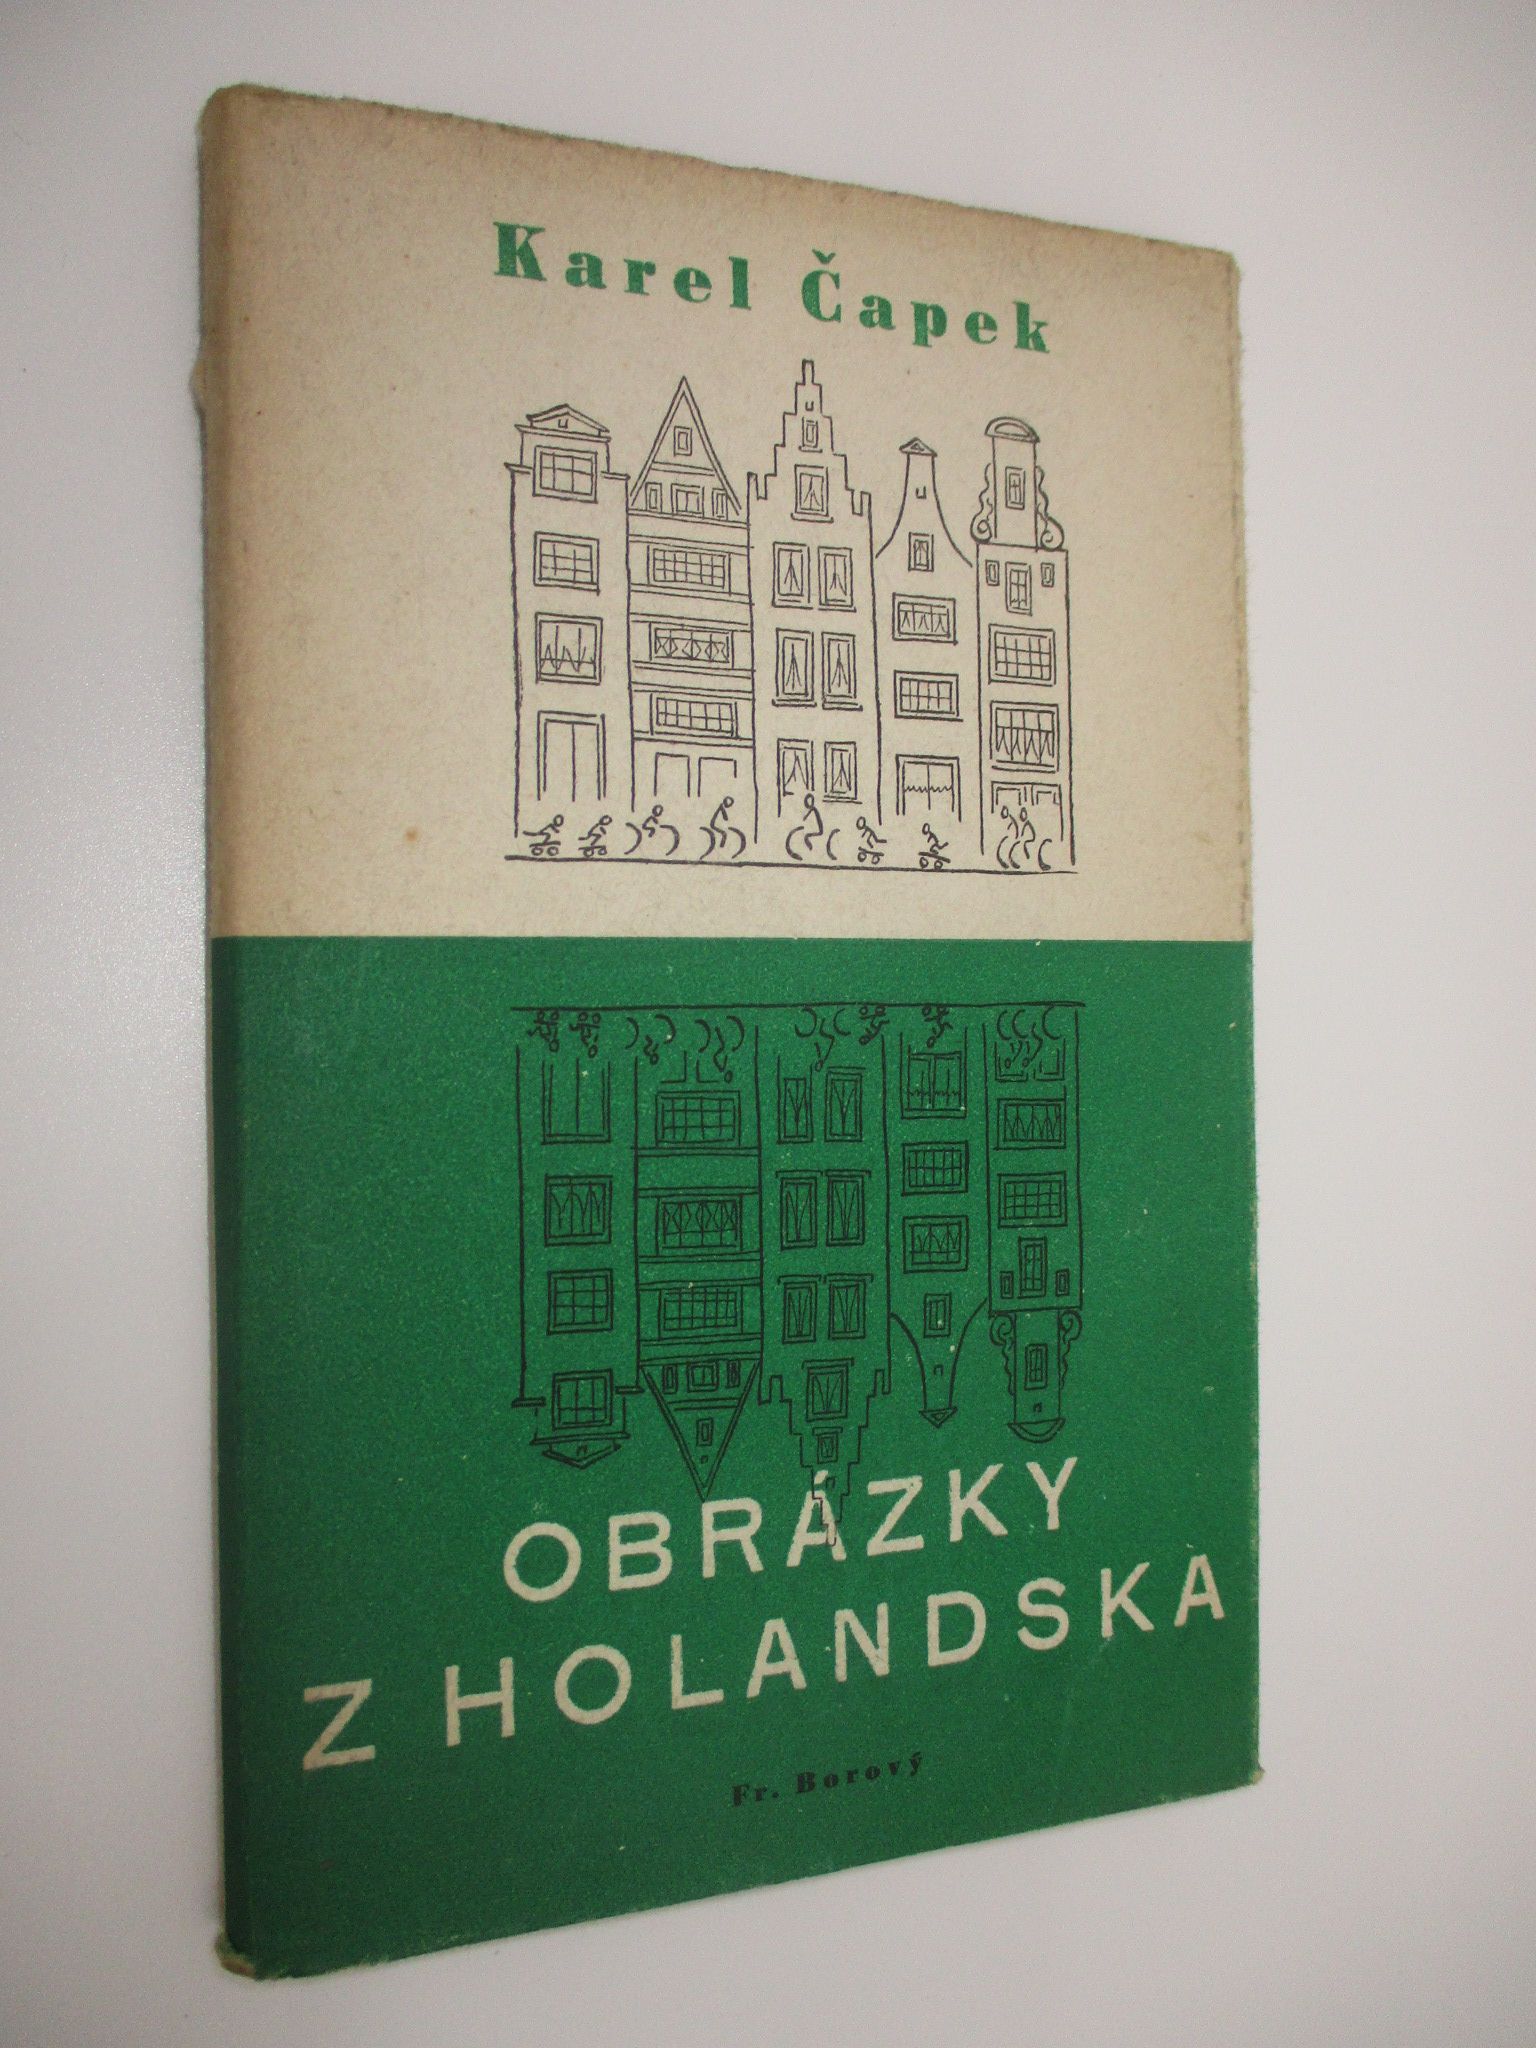 Karel Čapek
OBRÁZKY
Z HOLANDSKA
Fr. Borový